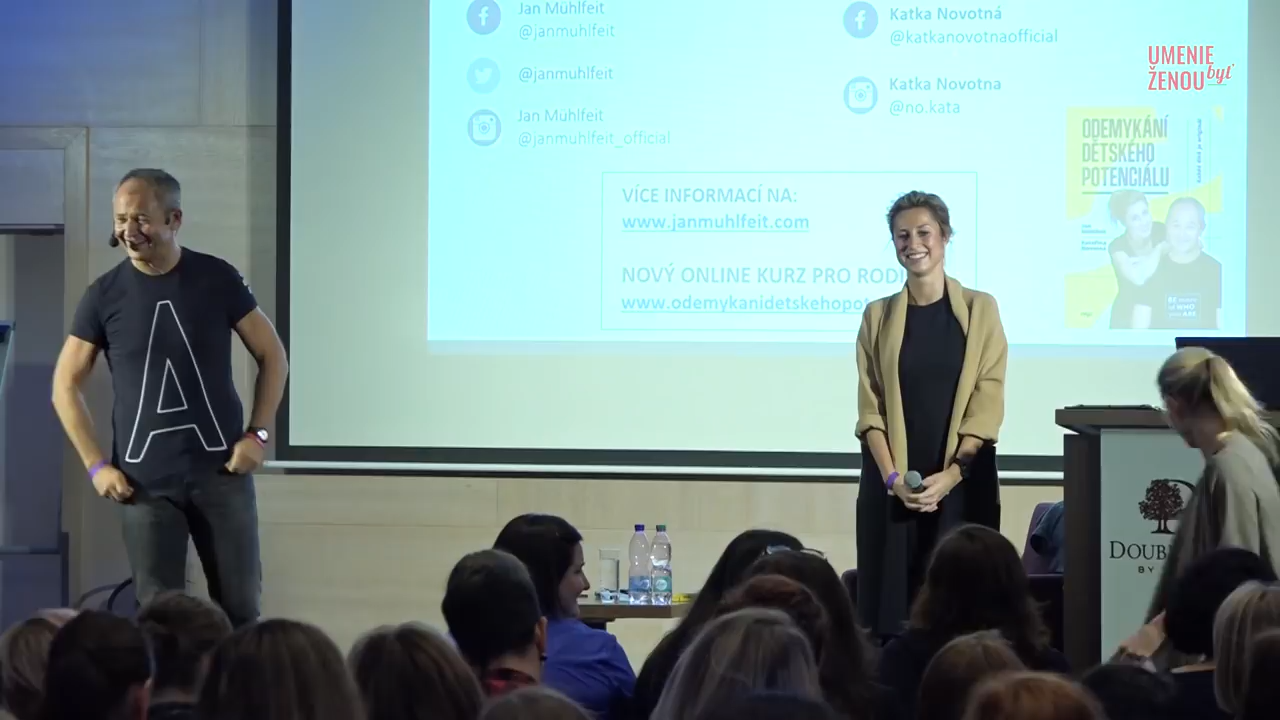 Jan Mühlfeit
@janmuhlfeit
@janmuhlfeit
Jan Mühlfeit
@janmuhlfeit_official
Katka Novotná
@katkanovotnaofficial
Katka Novotna
@no.kata
UMENIE
ŽENOU byť
ODEMYKÁNÍ
DĚTSKÉHO
POTENCIÁLU
VÍCE INFORMACÍ NA:
www.janmuhlfeit.com
NOVÝ ONLINE KURZ PRO RODI
www.odemykanidetskehopot
A
DOUB
BY